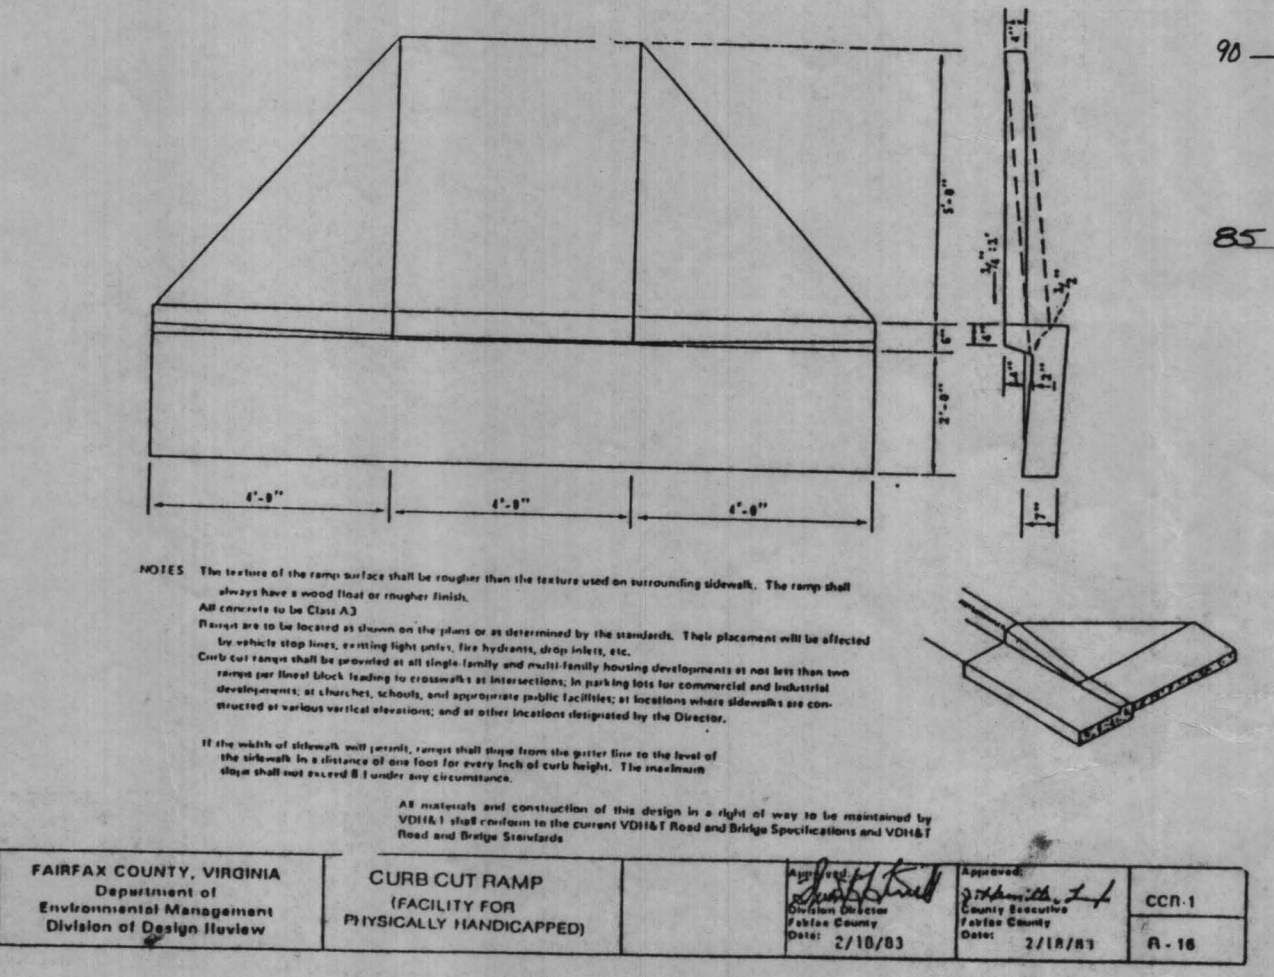 4"
90
5'-0"
85
1/4":1'
1/2"
6"
4"
4"
2"
2'-0"
4'-0"
4'-0"
4'-0"
7"
NOTES The texture of the ramp surface shall be rougher than the texture used on surrounding sidewalk. The ramp shall
always have a wood float or rougher finish.
All concrete to be Class A3
Ramps are to be located as shown on the plans or as determined by the standards. Their placement will be affected
by vehicle stop lines, existing light poles, fire hydrants, drop inlets, etc.
Curb cut ramps shall be provided at all single-family and multi-family housing developments at not less than two
ramps per lineal block leading to crosswalks at intersections; in parking lots for commercial and industrial
developments; at churches, schools, and appropriate public facilities; at locations where sidewalks are con-
structed at various vertical elevations; and at other locations designated by the Director.
If the width of sidewalk will permit, ramps shall slope from the gutter line to the level of
the sidewalk in a distance of one foot for every inch of curb height. The maximum
slope shall not exceed 8:1 under any circumstance.
All materials and construction of this design in a right of way to be maintained by
VDH&T shall conform to the current VDH&T Road and Bridge Specifications and VDH&T
Road and Bridge Standards
FAIRFAX COUNTY, VIRGINIA
Department of
Environmental Management
Division of Design Review
CURB CUT RAMP
(FACILITY FOR
PHYSICALLY HANDICAPPED)
Approved:
Division Director
Fairfax County
Date: 2/18/83
Approved:
County Executive
Fairfax County
Date: 2/18/83
CCR-1
R-16